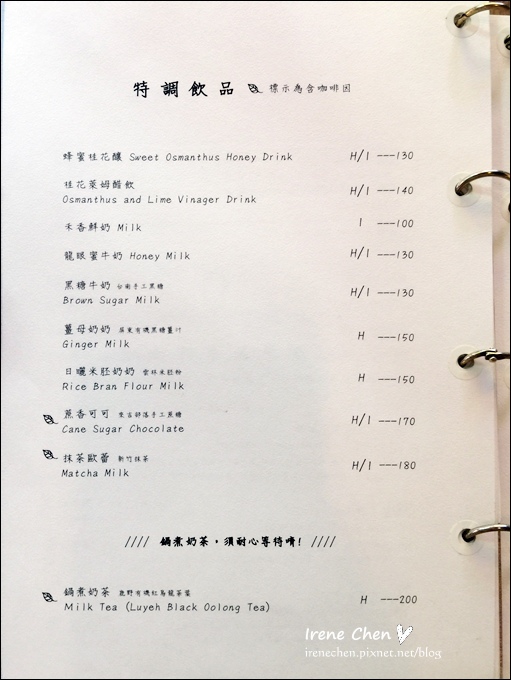 特調飲品 標示為含咖啡因
蜂蜜桂花釀 Sweet Osmanthus Honey Drink H/I ---130
桂花萊姆醋飲
Osmanthus and Lime Vinager Drink H/I ---140
禾香鮮奶 Milk I ---100
龍眼蜜牛奶 Honey Milk H/I ---130
黑糖牛奶 台南手工黑糖
Brown Sugar Milk H/I ---130
薑母奶奶 屏東有機黑糖薑汁
Ginger Milk H ---150
日曬米胚奶奶 雲林米胚粉
Rice Bran Flour Milk H ---150
蔗香可可 來吉部落手工蔗糖
Cane Sugar Chocolate H/I ---170
抹茶歐蕾 新竹抹茶
Matcha Milk H/I ---180
//// 鍋煮奶茶，須耐心等待唷! ////
鍋煮奶茶 鹿野有機紅烏龍茶葉
Milk Tea (Luyeh Black Oolong Tea) H ---200
Irene Chen
irenechen.pixnet.net/blog